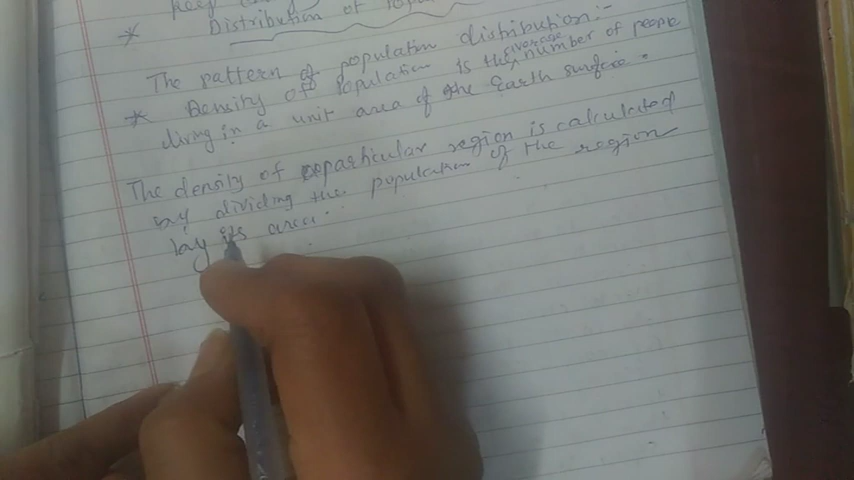 keep
* Distribution of Popul
The pattern of population distribution:-
* Density of Population is the average number of people
living in a unit area of the Earth surface.
The density of particular region is calculated
by dividing the population of the region
by its area.